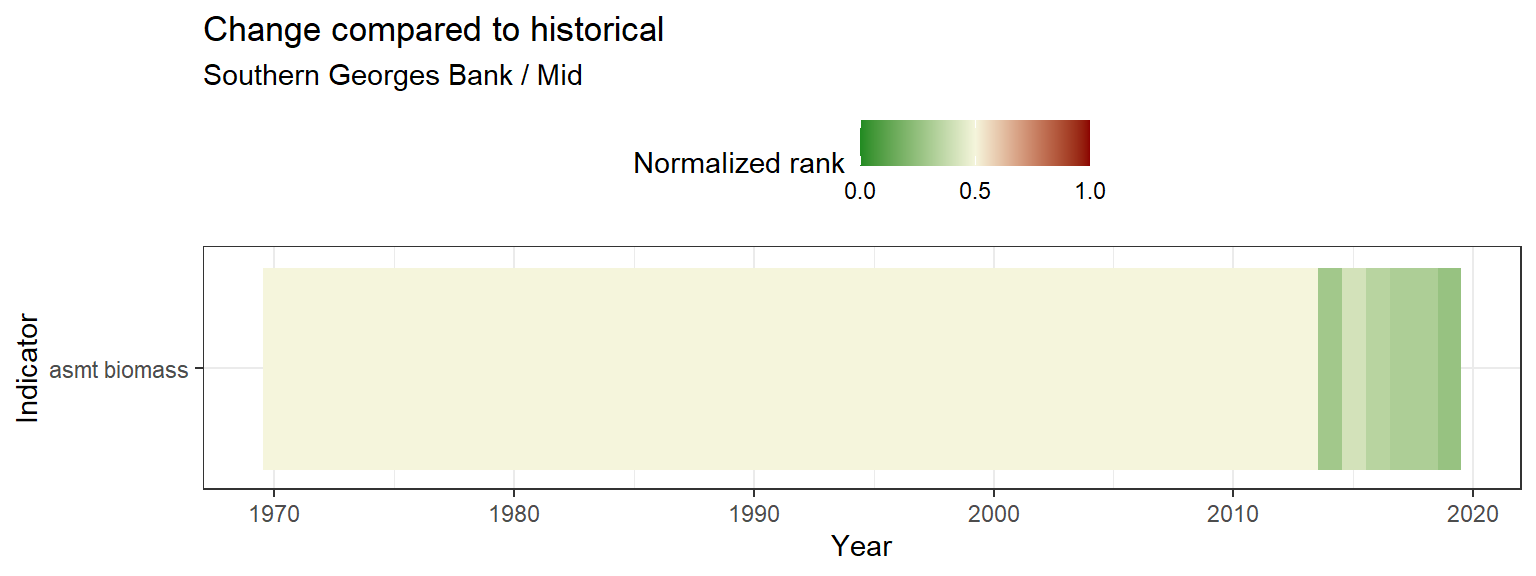 Change compared to historical
Southern Georges Bank / Mid
Normalized rank
0.0 0.5 1.0
Indicator
asmt biomass
1970 1980 1990 2000 2010 2020
Year